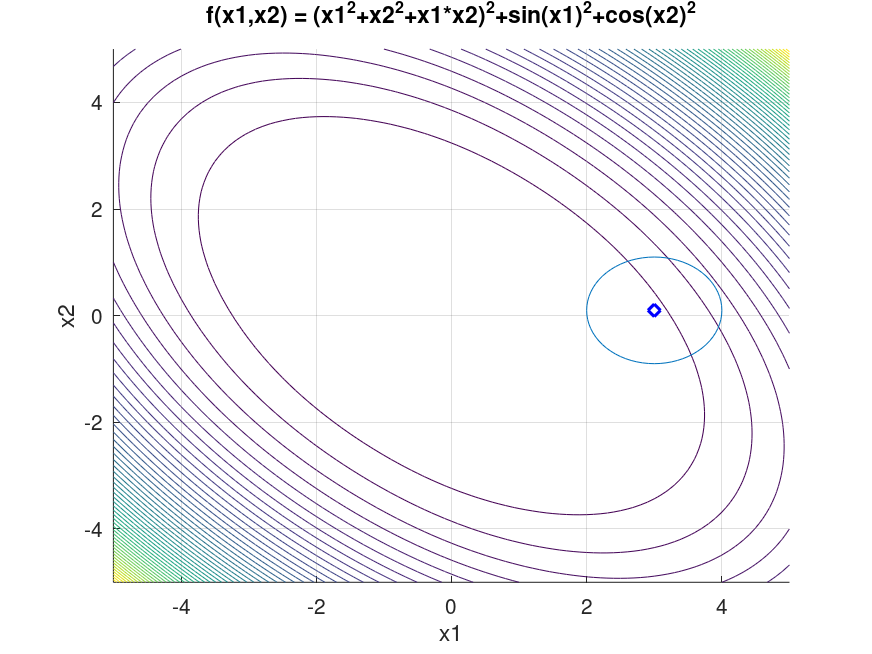 f(x1,x2) = (x1²+x2²+x1*x2)²+sin(x1)²+cos(x2)²
4
2
0
-2
-4
x2
-4 -2 0 2 4
x1